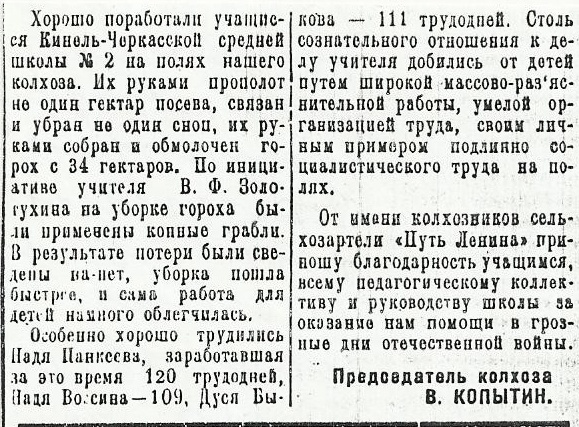 Хорошо поработали учащие-
ся Кинель-Черкасской средней
школы № 2 на полях нашего
колхоза. Их руками прополот
не один гектар посева, связан
и убран не один сноп, их ру-
ками собран и обмолочен го-
рох с 34 гектаров. По иници-
ативе учителя В. Ф. Золо-
тухина на уборке гороха бы-
ли применены конные грабли.
В результате потери были све-
дены на-нет, уборка пошла
быстрее, и сама работа для
детей намного облегчилась.
Особенно хорошо трудились
Надя Панкеева, заработавшая
за это время 120 трудодней,
Надя — 109, Дуся Бы-
кова — 111 трудодней. Столь
сознательного отношения к де-
лу учителя добились от детей
путем широкой массово-раз'яс-
нительной работы, умелой ор-
ганизацией труда, своим лич-
ным примером подлинно со-
циалистического труда на по-
лях.
От имени колхозников сель-
хозартели «Путь Ленина» при-
ношу благодарность учащимся,
всему педагогическому коллек-
тиву и руководству школы за
оказание нам помощи в гроз-
ные дни отечественной войны.
Председатель колхоза
В. КОПЫТИН.